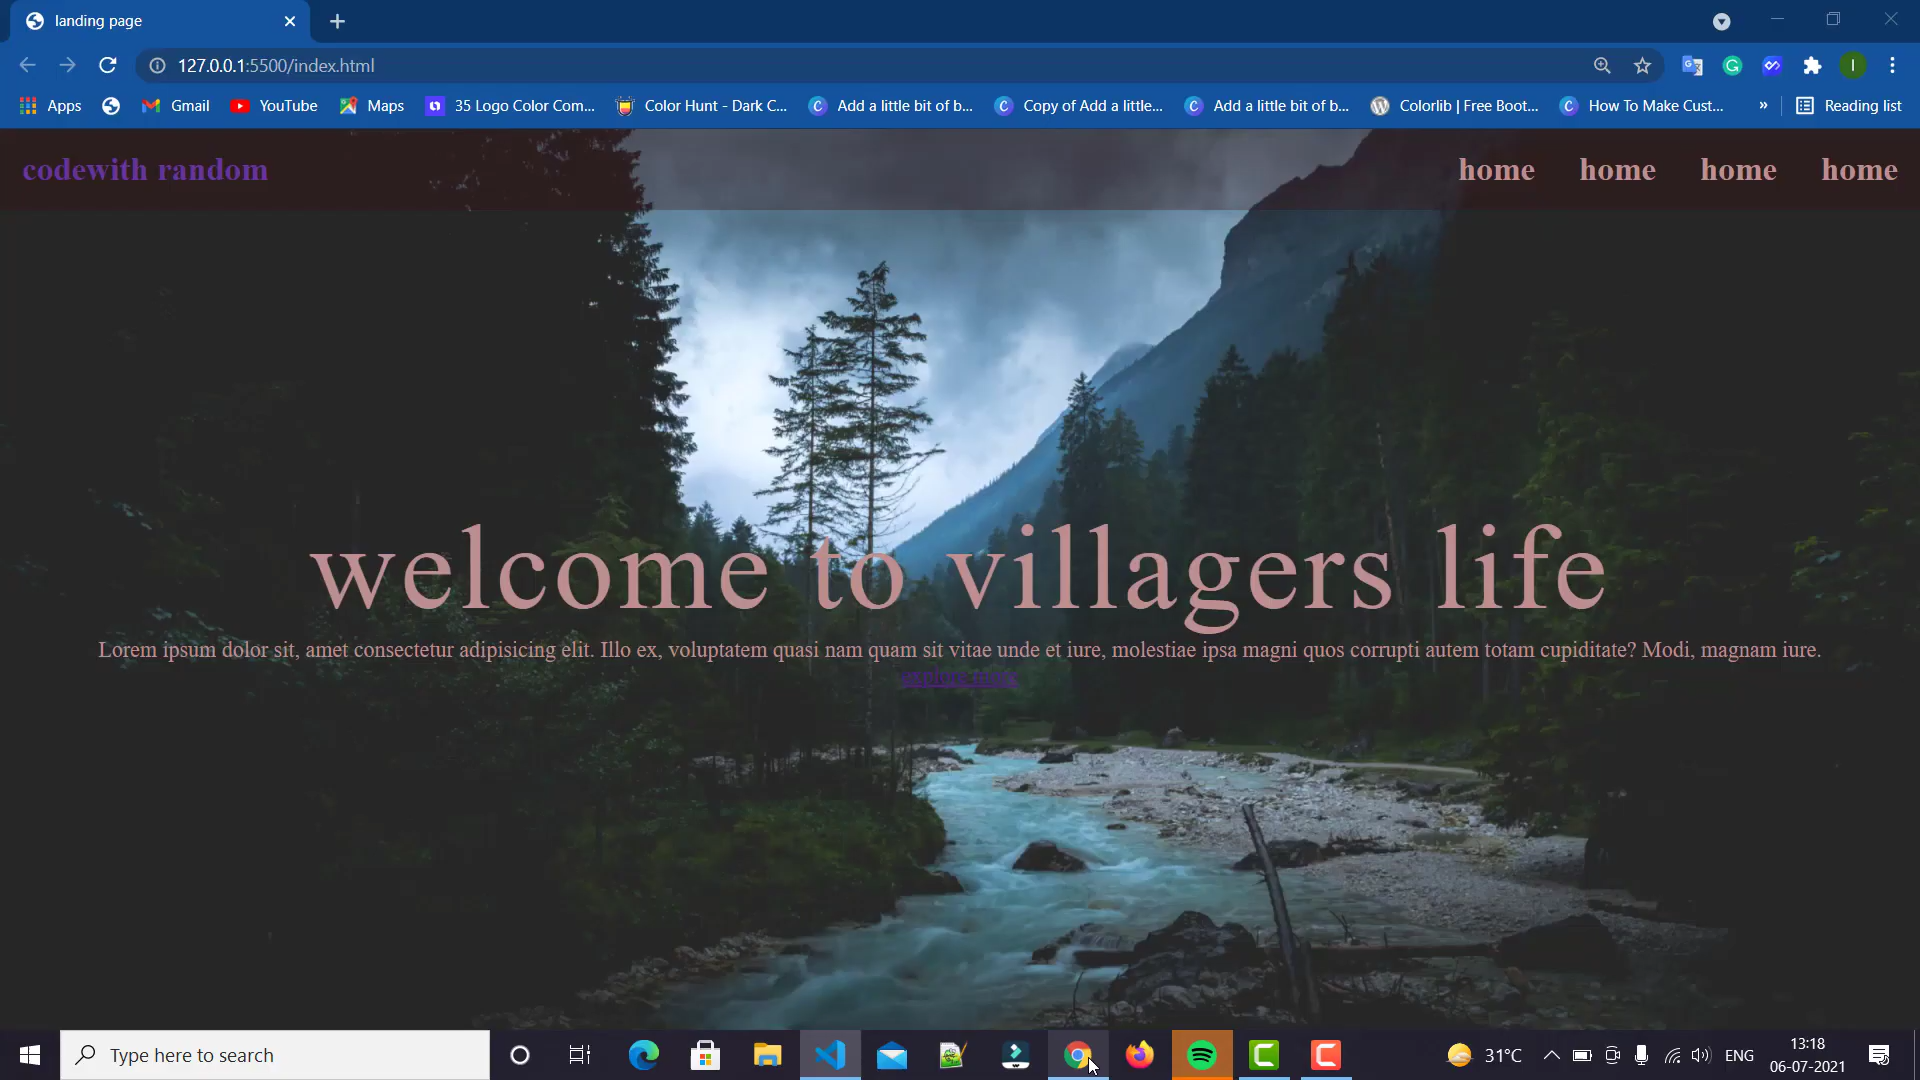 landing page
127.0.0.1:5500/index.html
Apps
Gmail
YouTube
Maps
35 Logo Color Com...
Color Hunt - Dark C...
Add a little bit of b...
Copy of Add a little...
Add a little bit of b...
Colorlib | Free Boot...
How To Make Cust...
»
Reading list
codewith random
home home home home
welcome to villagers life
Lorem ipsum dolor sit, amet consectetur adipisicing elit. Illo ex, voluptatem quasi nam quam sit vitae unde et iure, molestiae ipsa magni quos corrupti autem totam cupiditate? Modi, magnam iure.
explore more
Type here to search
31°C
ENG
13:18
06-07-2021